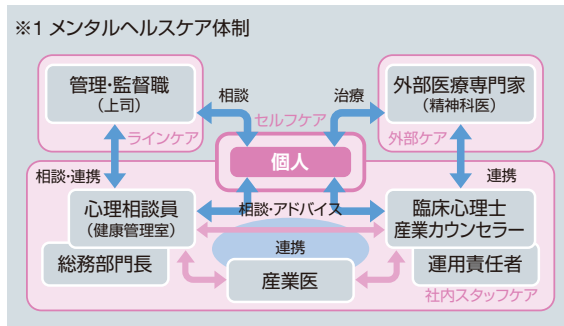 ※1 メンタルヘルスケア体制
管理・監督職
(上司)
ラインケア
相談
セルフケア
治療
外部医療専門家
(精神科医)
外部ケア
個人
相談・連携
連携
心理相談員
(健康管理室)
総務部門長
相談・アドバイス
連携
産業医
臨床心理士
産業カウンセラー
運用責任者
社内スタッフケア